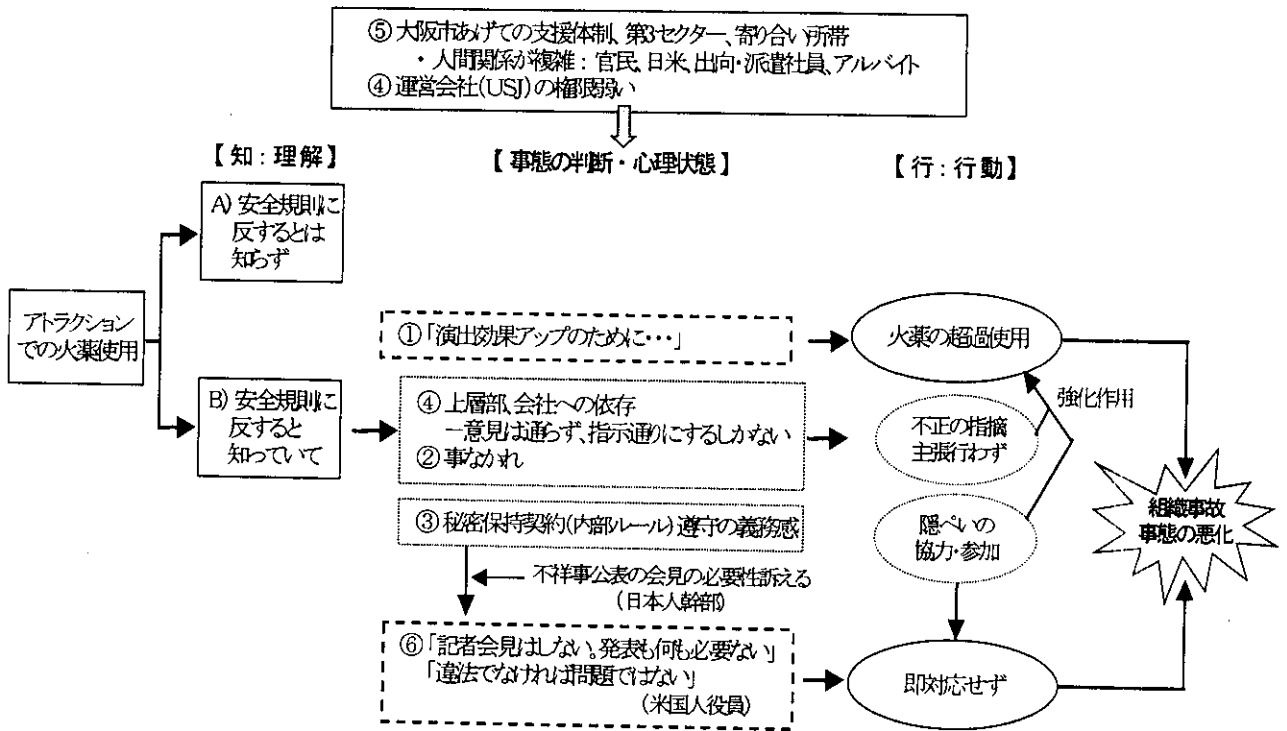 ⑤ 大阪市あげての支援体制、第3セクター、寄り合い所帯
・ 人間関係が複雑: 官民、日米、出向・派遣社員、アルバイト
④ 運営会社(USJ)の権限弱い
【知:理解】
【事態の判断・心理状態】
【行:行動】
A) 安全規則に
反するとは
知らず
アトラクション
での火薬使用
B) 安全規則に
反すると
知っていて
①「演出効果アップのために・・・」
④ 上層部、会社への依存
―意見は通らず、指示通りにするしかない
② 事なかれ
③ 秘密保持契約(内部ルール)遵守の義務感
不祥事公表の会見の必要性訴える
(日本人幹部)
⑥「記者会見はしない。発表も何も必要ない」
「違法でなければ問題ではない」
(米国人役員)
火薬の超過使用
強化作用
不正の指摘
主張行わず
隠ぺいの
協力・参加
即対応せず
組織事故
事態の悪化